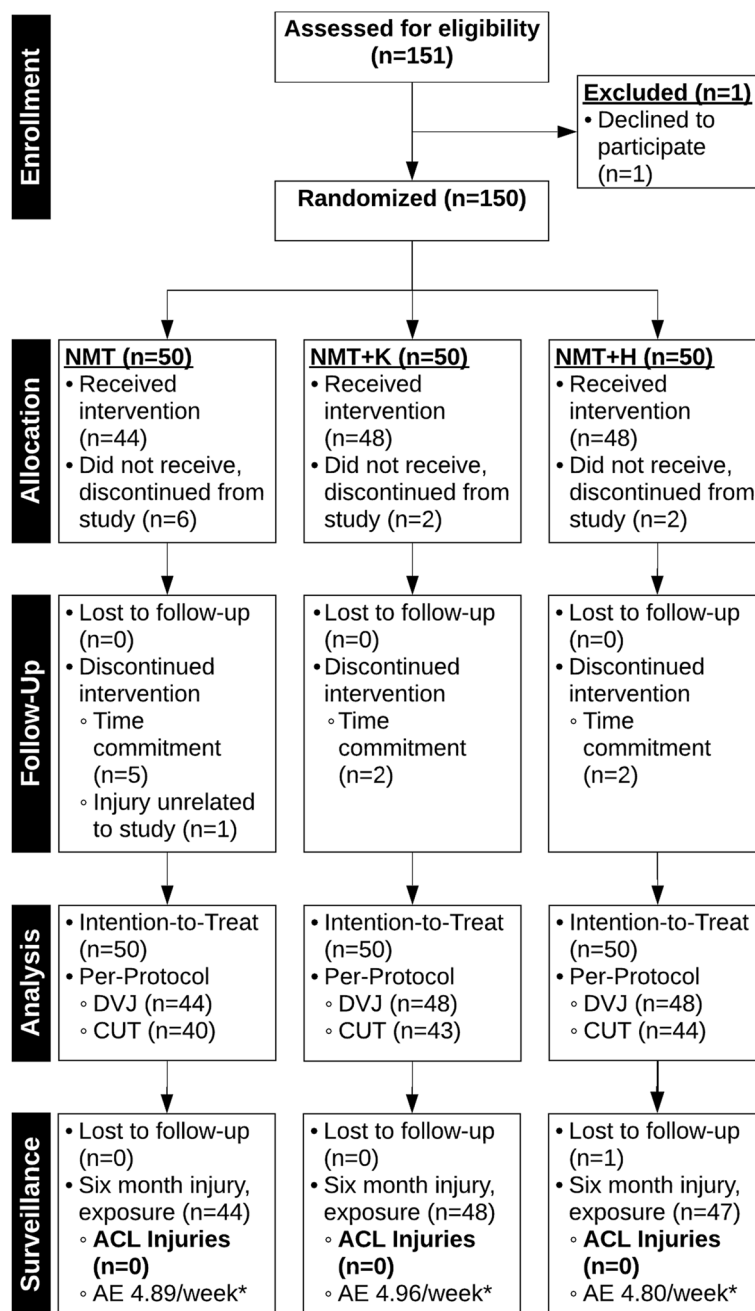 Enrollment
Assessed for eligibility
(n=151)
Excluded (n=1)
• Declined to
participate
(n=1)
Randomized (n=150)
Allocation
NMT (n=50)
• Received
intervention
(n=44)
• Did not receive,
discontinued from
study (n=6)
NMT+K (n=50)
• Received
intervention
(n=48)
• Did not receive,
discontinued from
study (n=2)
NMT+H (n=50)
• Received
intervention
(n=48)
• Did not receive,
discontinued from
study (n=2)
Follow-Up
• Lost to follow-up
(n=0)
• Discontinued
intervention
◦ Time
commitment
(n=5)
◦ Injury unrelated
to study (n=1)
• Lost to follow-up
(n=0)
• Discontinued
intervention
◦ Time
commitment
(n=2)
• Lost to follow-up
(n=0)
• Discontinued
intervention
◦ Time
commitment
(n=2)
Analysis
• Intention-to-Treat
(n=50)
• Per-Protocol
◦ DVJ (n=44)
◦ CUT (n=40)
• Intention-to-Treat
(n=50)
• Per-Protocol
◦ DVJ (n=48)
◦ CUT (n=43)
• Intention-to-Treat
(n=50)
• Per-Protocol
◦ DVJ (n=48)
◦ CUT (n=44)
Surveillance
• Lost to follow-up
(n=0)
• Six month injury,
exposure (n=44)
◦ ACL Injuries
(n=0)
◦ AE 4.89/week*
• Lost to follow-up
(n=0)
• Six month injury,
exposure (n=48)
◦ ACL Injuries
(n=0)
◦ AE 4.96/week*
• Lost to follow-up
(n=1)
• Six month injury,
exposure (n=47)
◦ ACL Injuries
(n=0)
◦ AE 4.80/week*